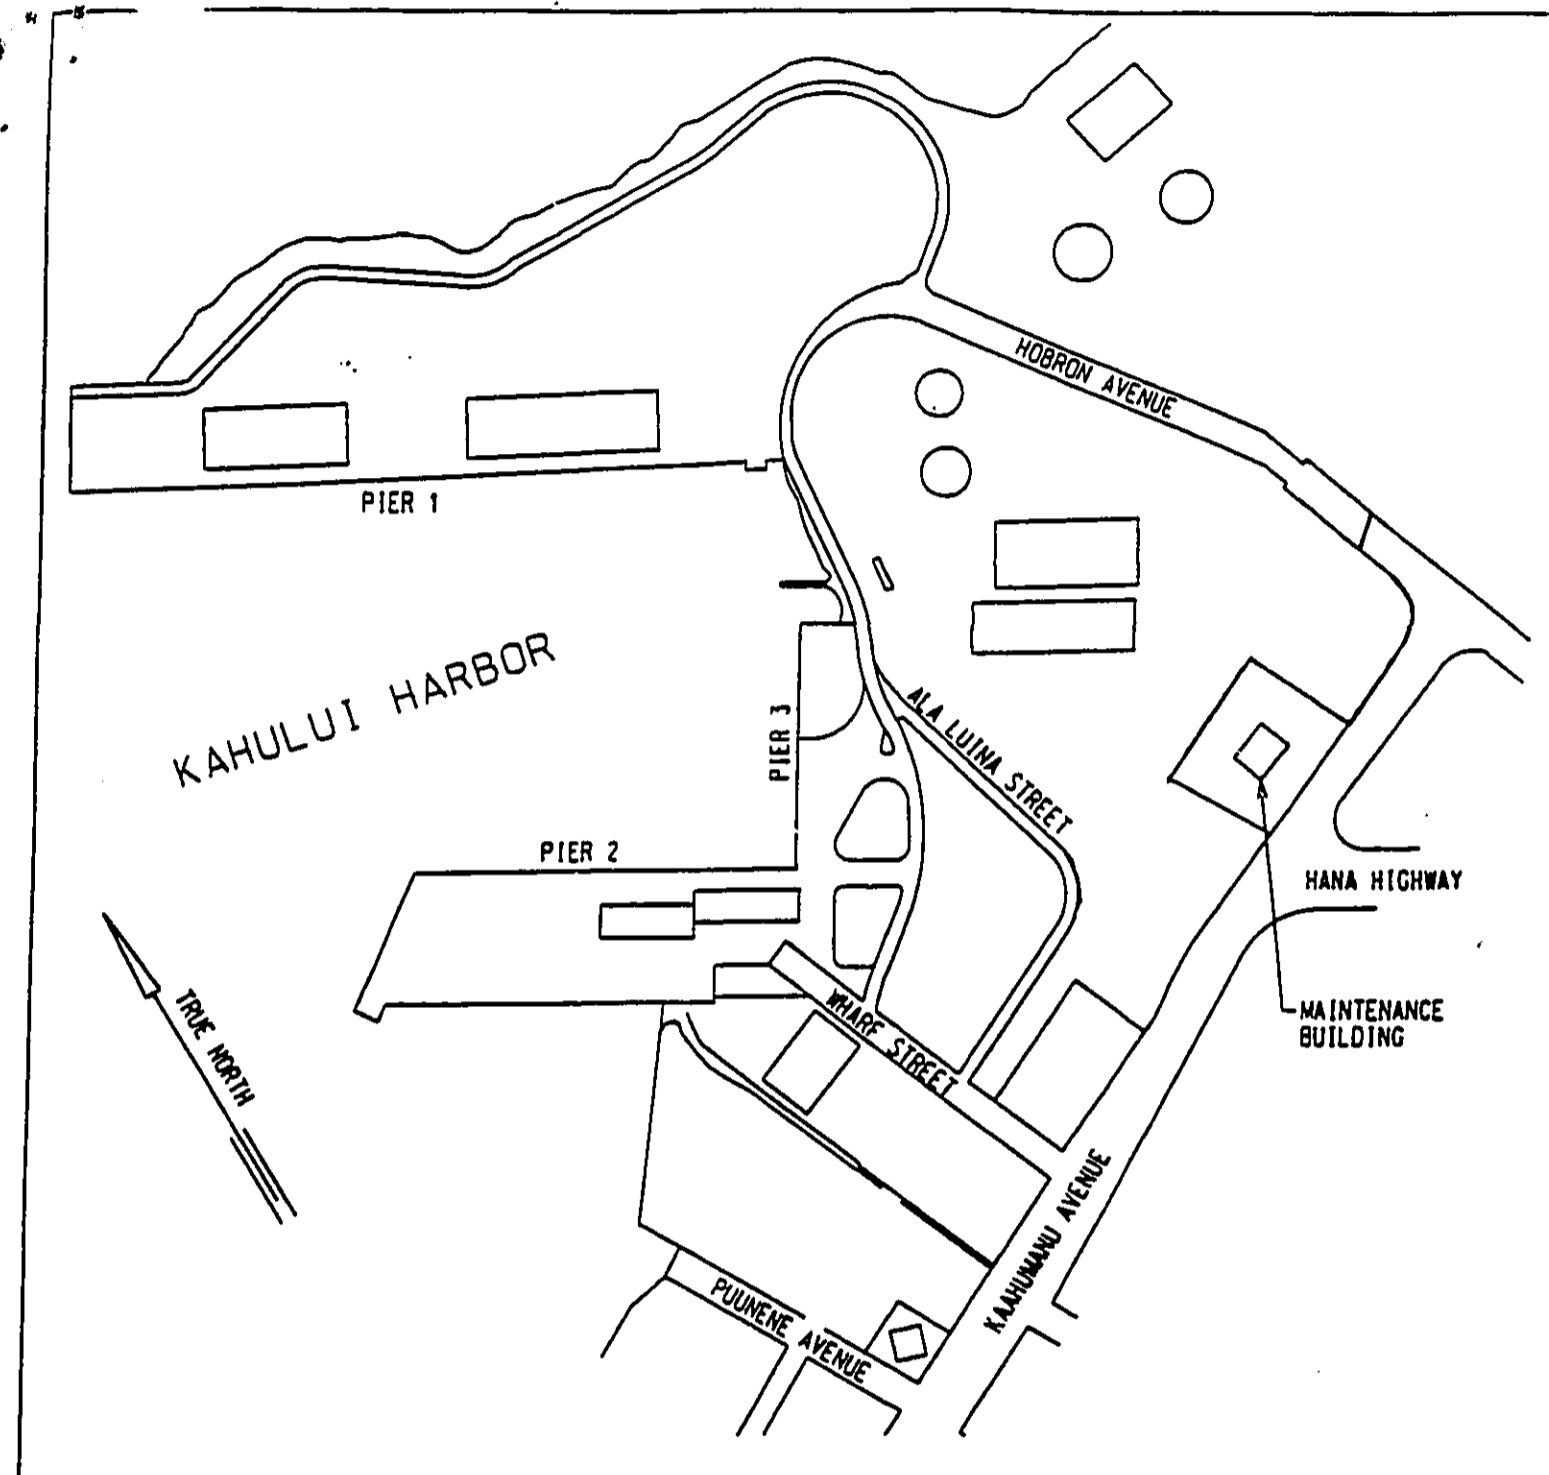 HOBRON AVENUE
PIER 1
KAHULUI HARBOR
ALA LUINA STREET
PIER 3
PIER 2
HANA HIGHWAY
TRUE NORTH
WHARF STREET
MAINTENANCE
BUILDING
KAAHUMANU AVENUE
PUUNENE AVENUE